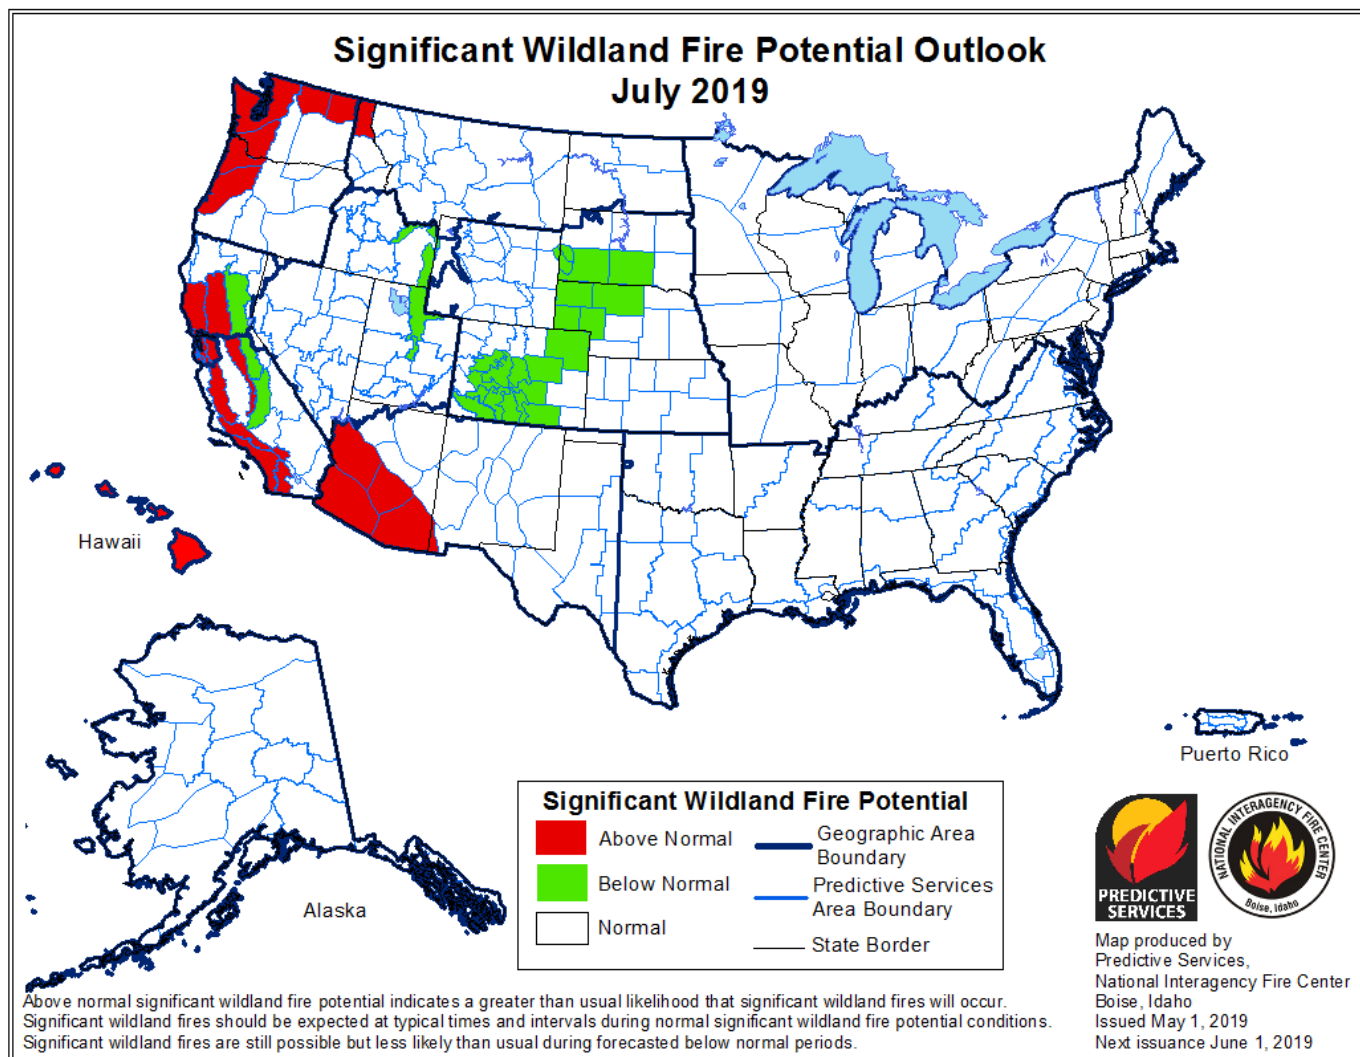 Significant Wildland Fire Potential Outlook
July 2019
Hawaii
Alaska
Puerto Rico
Significant Wildland Fire Potential
Above Normal
Below Normal
Normal
Geographic Area
Boundary
Predictive Services
Area Boundary
State Border
PREDICTIVE
SERVICES
NATIONAL INTERAGENCY FIRE CENTER
Boise, Idaho
Map produced by
Predictive Services,
National Interagency Fire Center
Boise, Idaho
Issued May 1, 2019
Next issuance June 1, 2019
Above normal significant wildland fire potential indicates a greater than usual likelihood that significant wildland fires will occur.
Significant wildland fires should be expected at typical times and intervals during normal significant wildland fire potential conditions.
Significant wildland fires are still possible but less likely than usual during forecasted below normal periods.